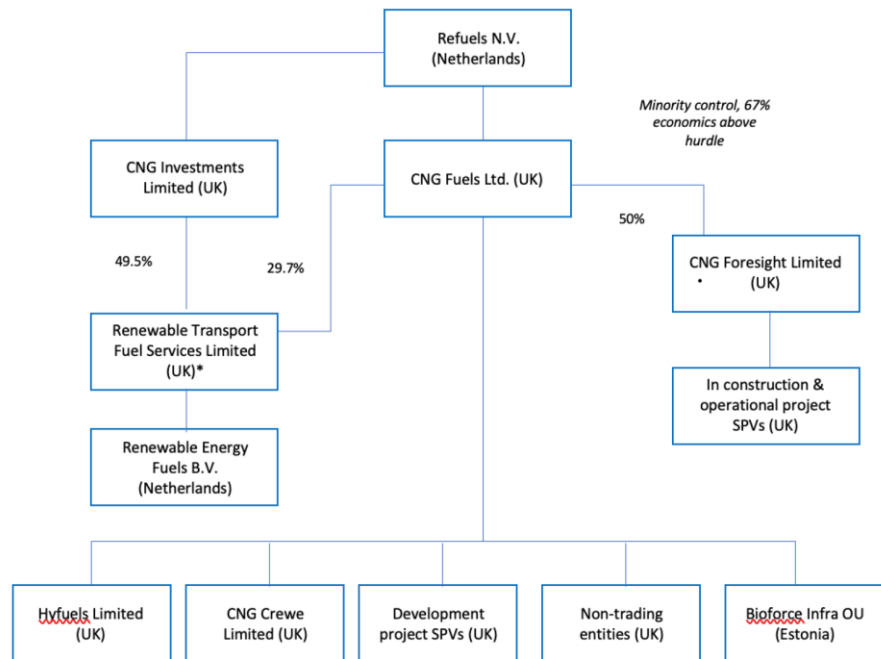 Refuels N.V.
(Netherlands)
Minority control, 67%
economics above
hurdle
CNG Investments
Limited (UK)
CNG Fuels Ltd. (UK)
50%
49.5%
29.7%
CNG Foresight Limited
(UK)
Renewable Transport
Fuel Services Limited
(UK)*
In construction &
operational project
SPVs (UK)
Renewable Energy
Fuels B.V.
(Netherlands)
Hyfuels Limited
(UK)
CNG Crewe
Limited (UK)
Development
project SPVs (UK)
Non-trading
entities (UK)
Bioforce Infra OU
(Estonia)